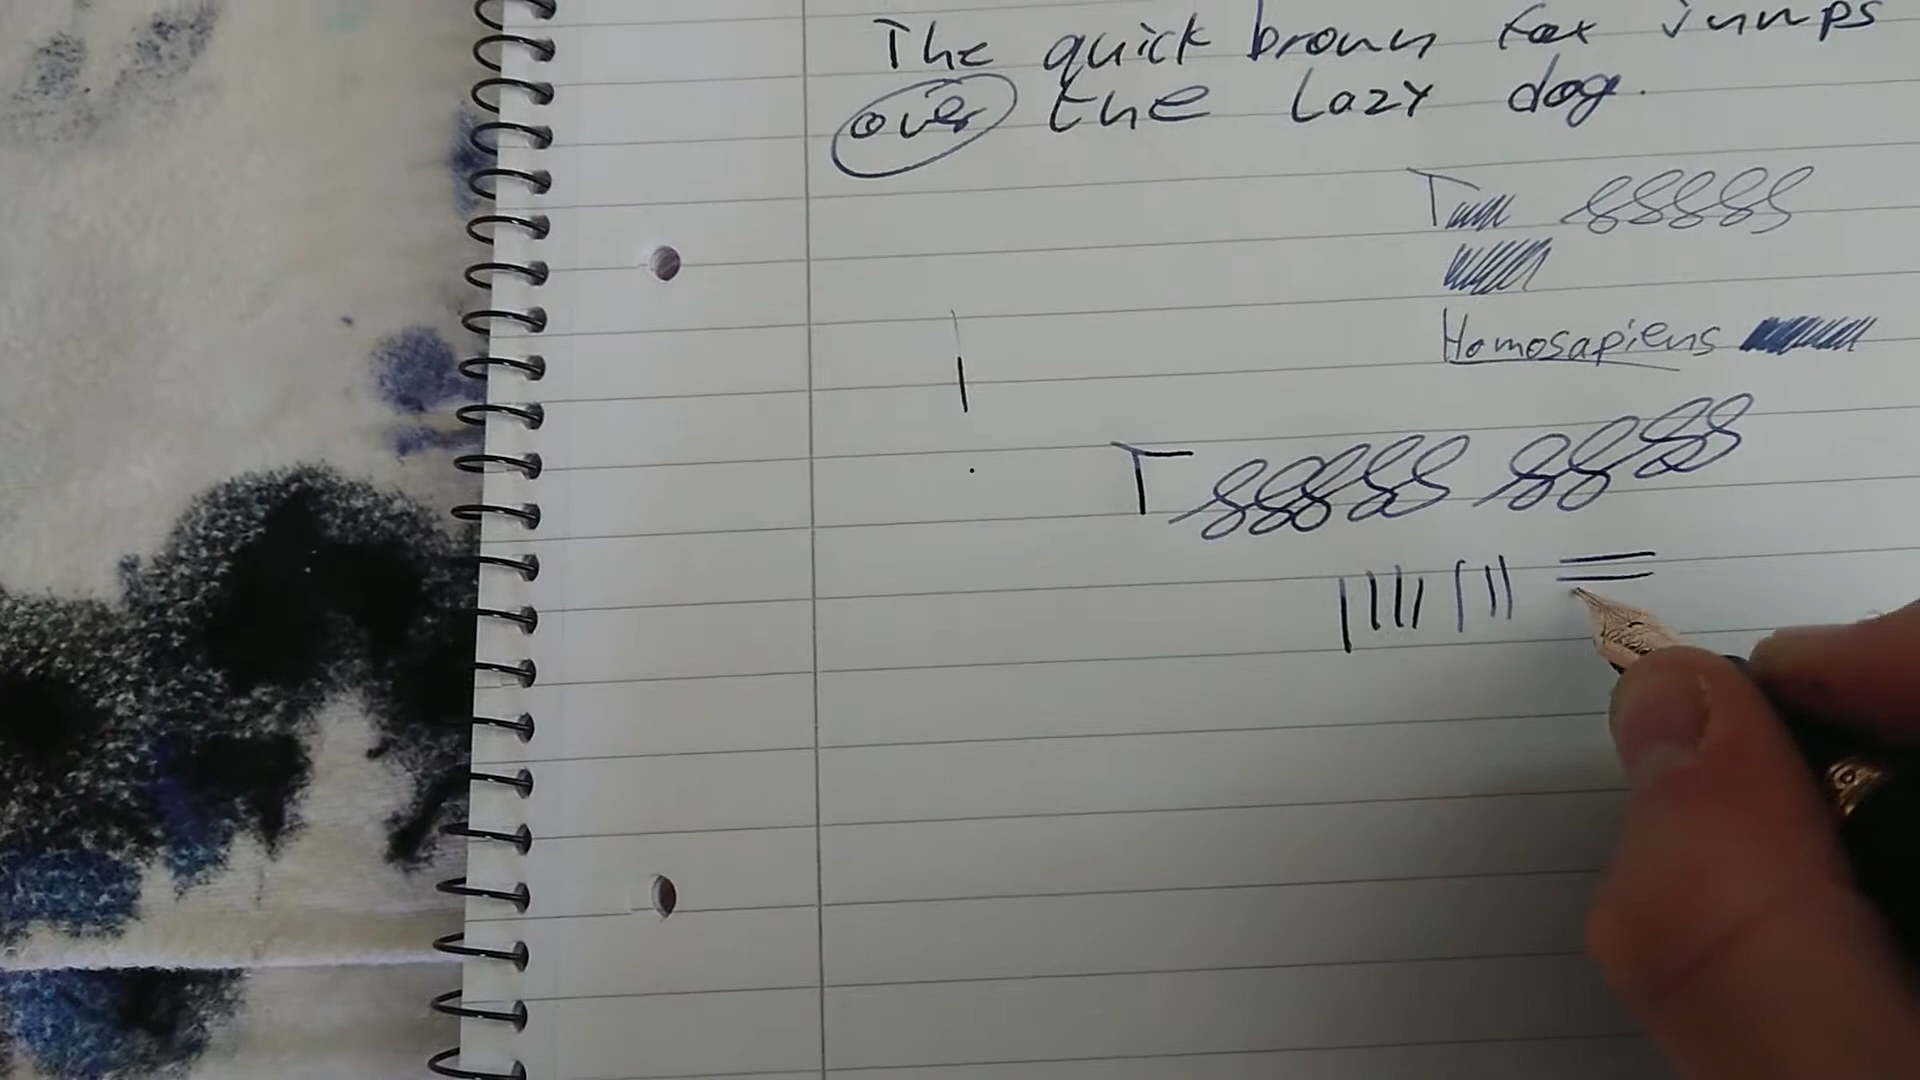 The quick brown fox jumps
over the lazy dog.
T
Homosapiens
T